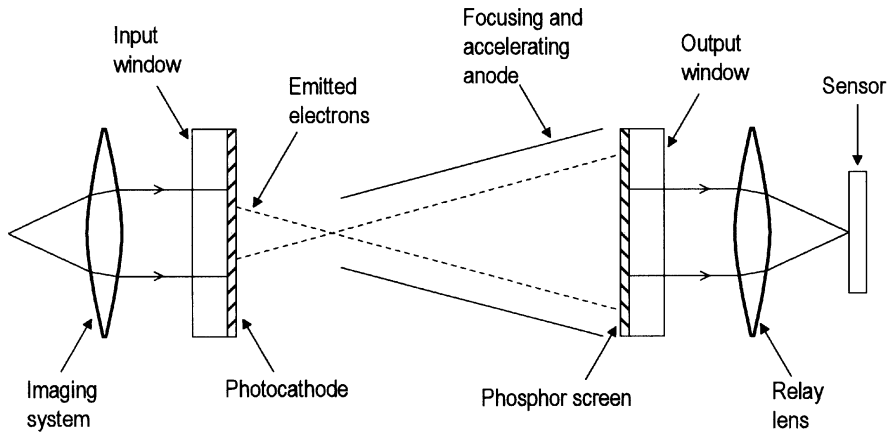 Input
window
Emitted
electrons
Focusing and
accelerating
anode
Output
window
Sensor
Imaging
system
Photocathode
Phosphor screen
Relay
lens